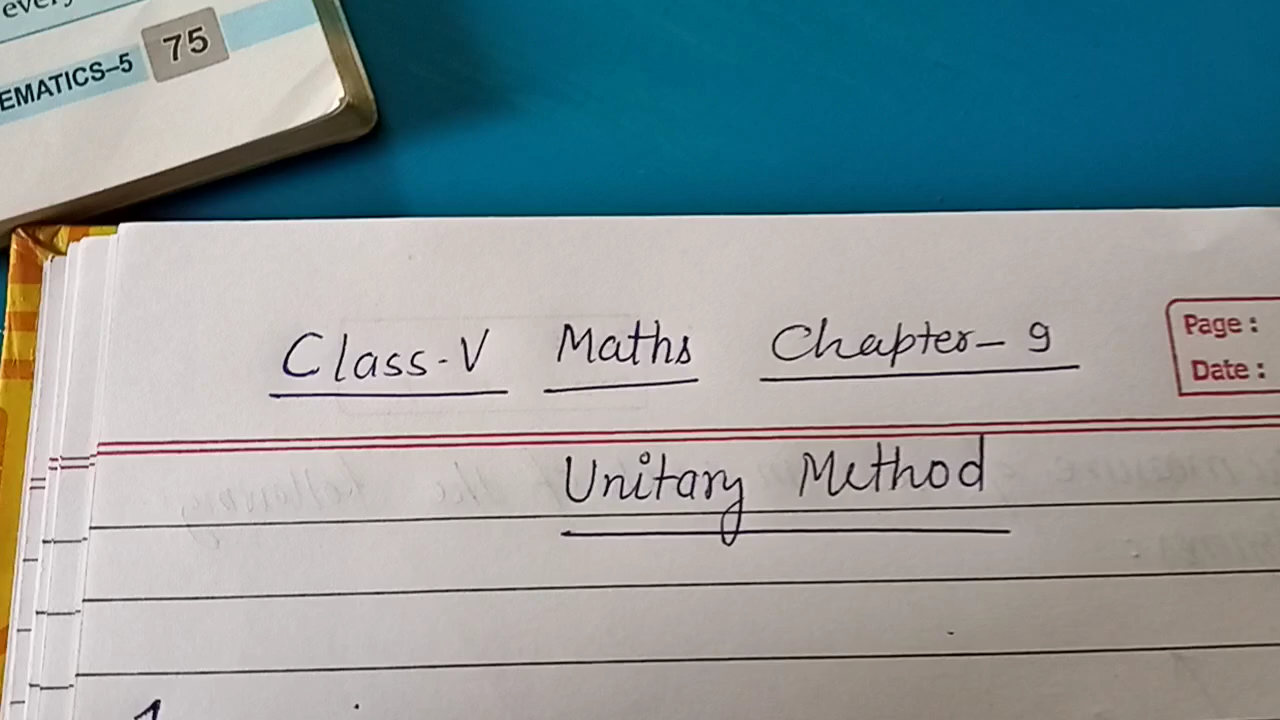 EMATICS–5 75
Class-V Maths Chapter-9
Page :
Date :
Unitary Method